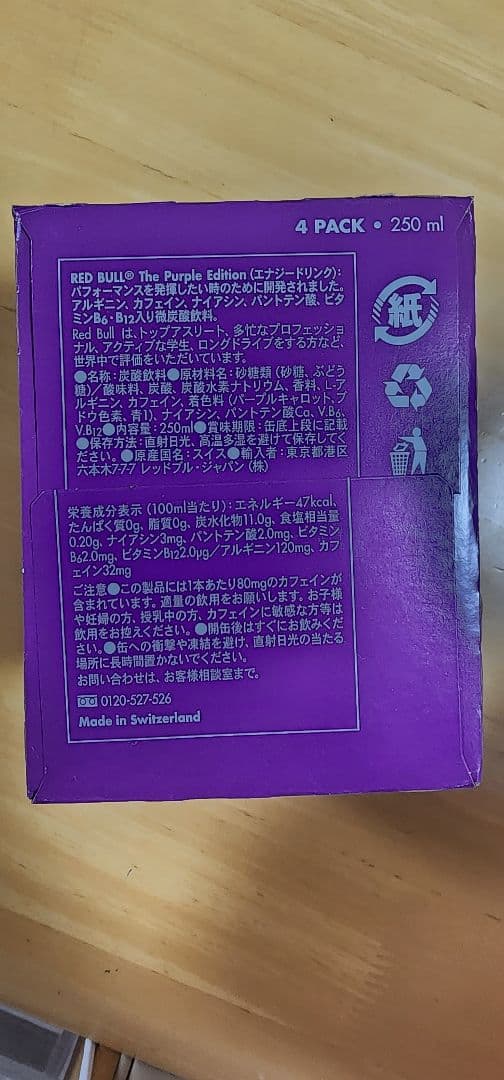 4 PACK • 250 ml
RED BULL® The Purple Edition (エナジードリンク):
パフォーマンスを発揮したい時のために開発されました。
アルギニン、カフェイン、ナイアシン、パントテン酸、ビタ
ミンB6・B12入り微炭酸飲料。
Red Bull は、トップアスリート、多忙なプロフェッショ
ナル、アクティブな学生、ロングドライブをする方など、
世界中で評価をいただいています。
●名称:炭酸飲料●原材料名:砂糖類(砂糖、ぶどう
糖)/酸味料、炭酸、炭酸水素ナトリウム、香料、L-ア
ルギニン、カフェイン、着色料(パープルキャロット、ブ
ドウ色素、青1)、ナイアシン、パントテン酸Ca、V.B6、
V.B12●内容量:250ml●賞味期限:缶底上段に記載
●保存方法:直射日光、高温多湿を避けて保存してく
ださい。●原産国名:スイス●輸入者:東京都港区
六本木7-7-7 レッドブル・ジャパン(株)
紙
栄養成分表示(100ml当たり):エネルギー47kcal、
たんぱく質0g、脂質0g、炭水化物11.0g、食塩相当量
0.20g、ナイアシン3mg、パントテン酸2.0mg、ビタミン
B6 2.0mg、ビタミンB12 2.0μg/アルギニン120mg、カフ
ェイン32mg
ご注意●この製品には1本あたり80mgのカフェインが
含まれています。適量の飲用をお願いします。お子様
や妊婦の方、授乳中の方、カフェインに敏感な方等は
飲用をお控えください。●開缶後はすぐにお飲みくだ
さい。●缶への衝撃や凍結を避け、直射日光の当たる
場所に長時間置かないでください。
お問い合わせは、お客様相談室まで。
0120-527-526
Made in Switzerland